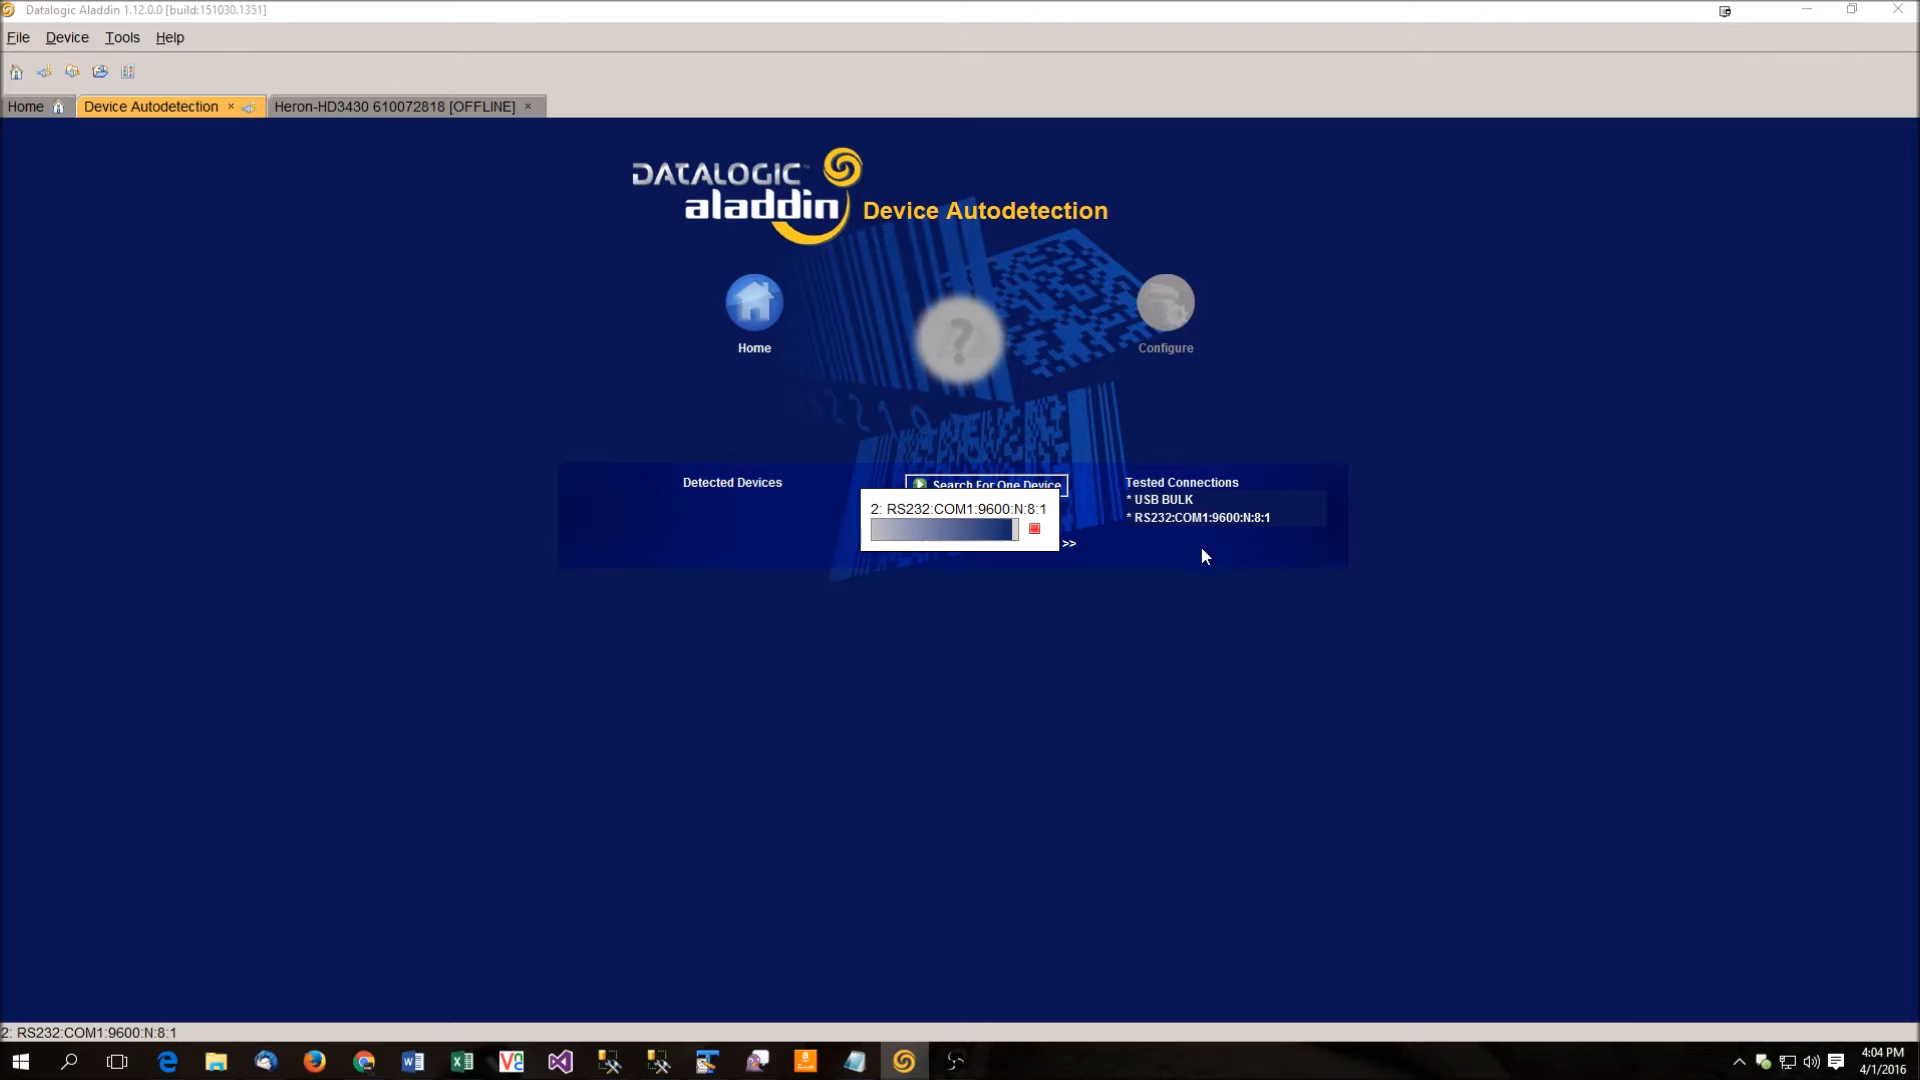 Datalogic Aladdin 1.12.0.0 [build:151030.1351]
File Device Tools Help
Home Device Autodetection × Heron-HD3430 610072818 [OFFLINE] ×
DATALOGIC
aladdin Device Autodetection
Home
Configure
Detected Devices
Search For One Device
Tested Connections
* USB BULK
* RS232:COM1:9600:N:8:1
2: RS232:COM1:9600:N:8:1
>>
2: RS232:COM1:9600:N:8:1
4:04 PM
4/1/2016